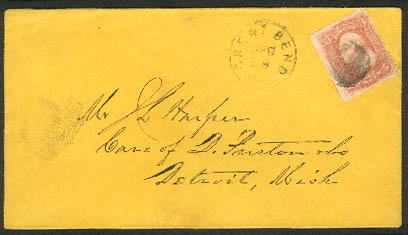 GREAT BEND
Mr J L Harper
Care of D. Preston & Co
Detroit, Mich